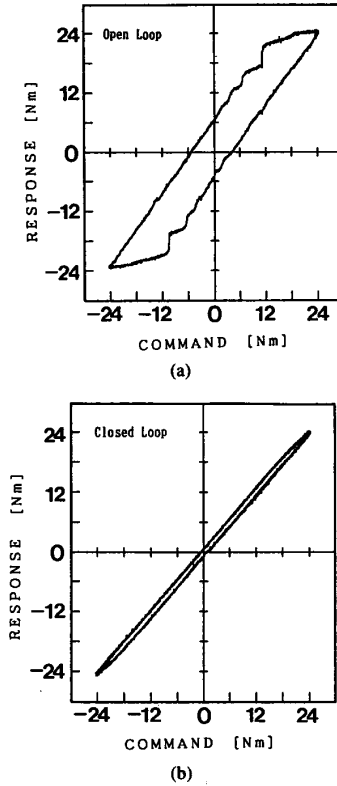 Open Loop
24
12
0
-12
-24
RESPONSE [Nm]
-24 -12 0 12 24
COMMAND [Nm]
(a)
Closed Loop
24
12
0
-12
-24
RESPONSE [Nm]
-24 -12 0 12 24
COMMAND [Nm]
(b)